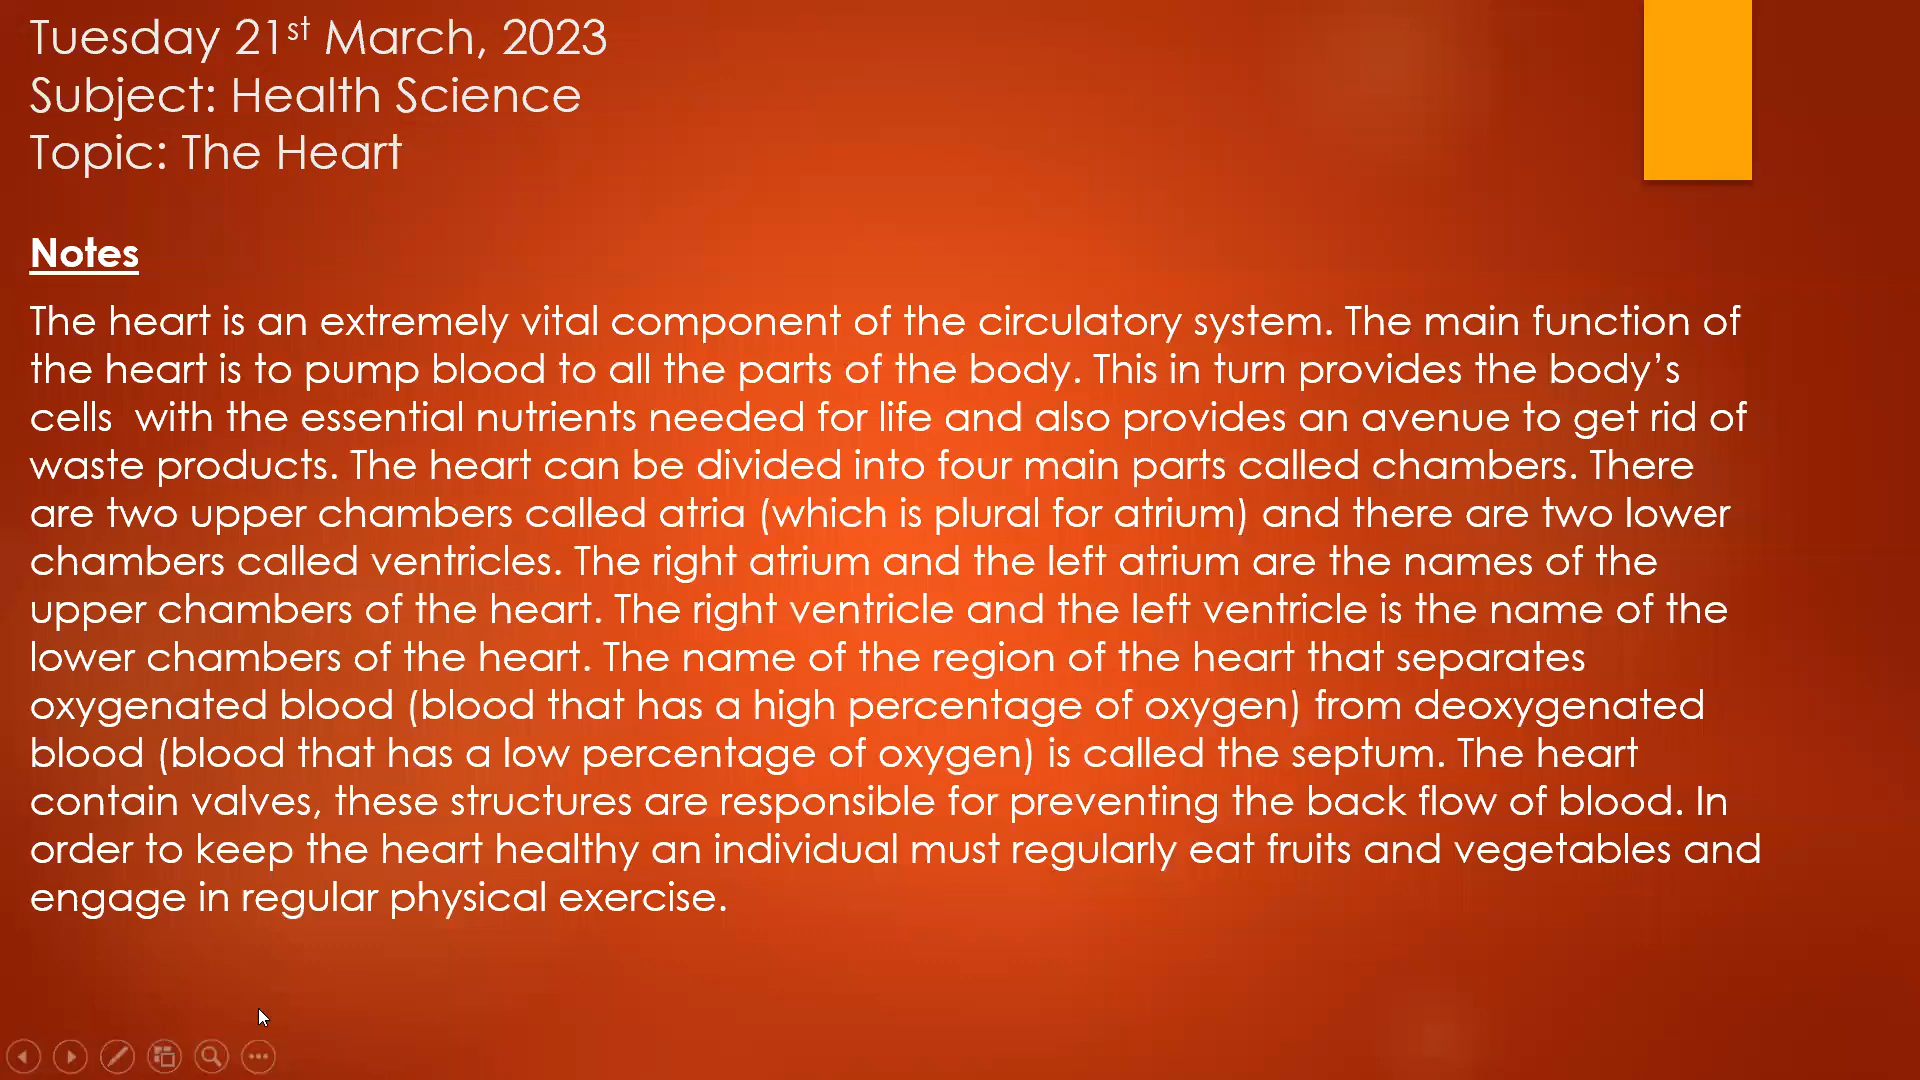 Tuesday 21st March, 2023
Subject: Health Science
Topic: The Heart
Notes
The heart is an extremely vital component of the circulatory system. The main function of
the heart is to pump blood to all the parts of the body. This in turn provides the body’s
cells  with the essential nutrients needed for life and also provides an avenue to get rid of
waste products. The heart can be divided into four main parts called chambers. There
are two upper chambers called atria (which is plural for atrium) and there are two lower
chambers called ventricles. The right atrium and the left atrium are the names of the
upper chambers of the heart. The right ventricle and the left ventricle is the name of the
lower chambers of the heart. The name of the region of the heart that separates
oxygenated blood (blood that has a high percentage of oxygen) from deoxygenated
blood (blood that has a low percentage of oxygen) is called the septum. The heart
contain valves, these structures are responsible for preventing the back flow of blood. In
order to keep the heart healthy an individual must regularly eat fruits and vegetables and
engage in regular physical exercise.